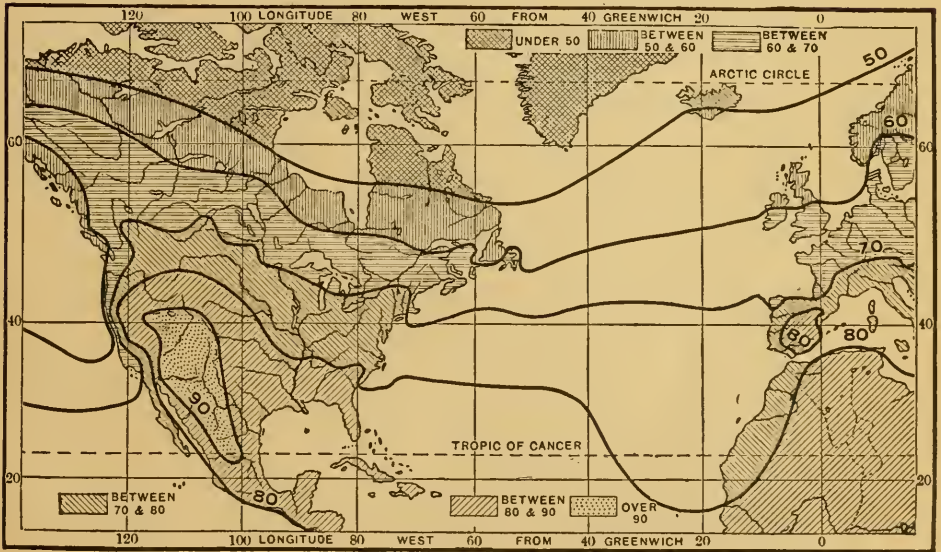 120 100 LONGITUDE 80 WEST 60 FROM 40 GREENWICH 20 0
UNDER 50
BETWEEN
50 & 60
BETWEEN
60 & 70
50
ARCTIC CIRCLE
60
60 60
70
40 40
80
80
90
TROPIC OF CANCER
20 20
80
BETWEEN
70 & 80
BETWEEN
80 & 90
OVER
90
120 100 LONGITUDE 80 WEST 60 FROM 40 GREENWICH 20 0